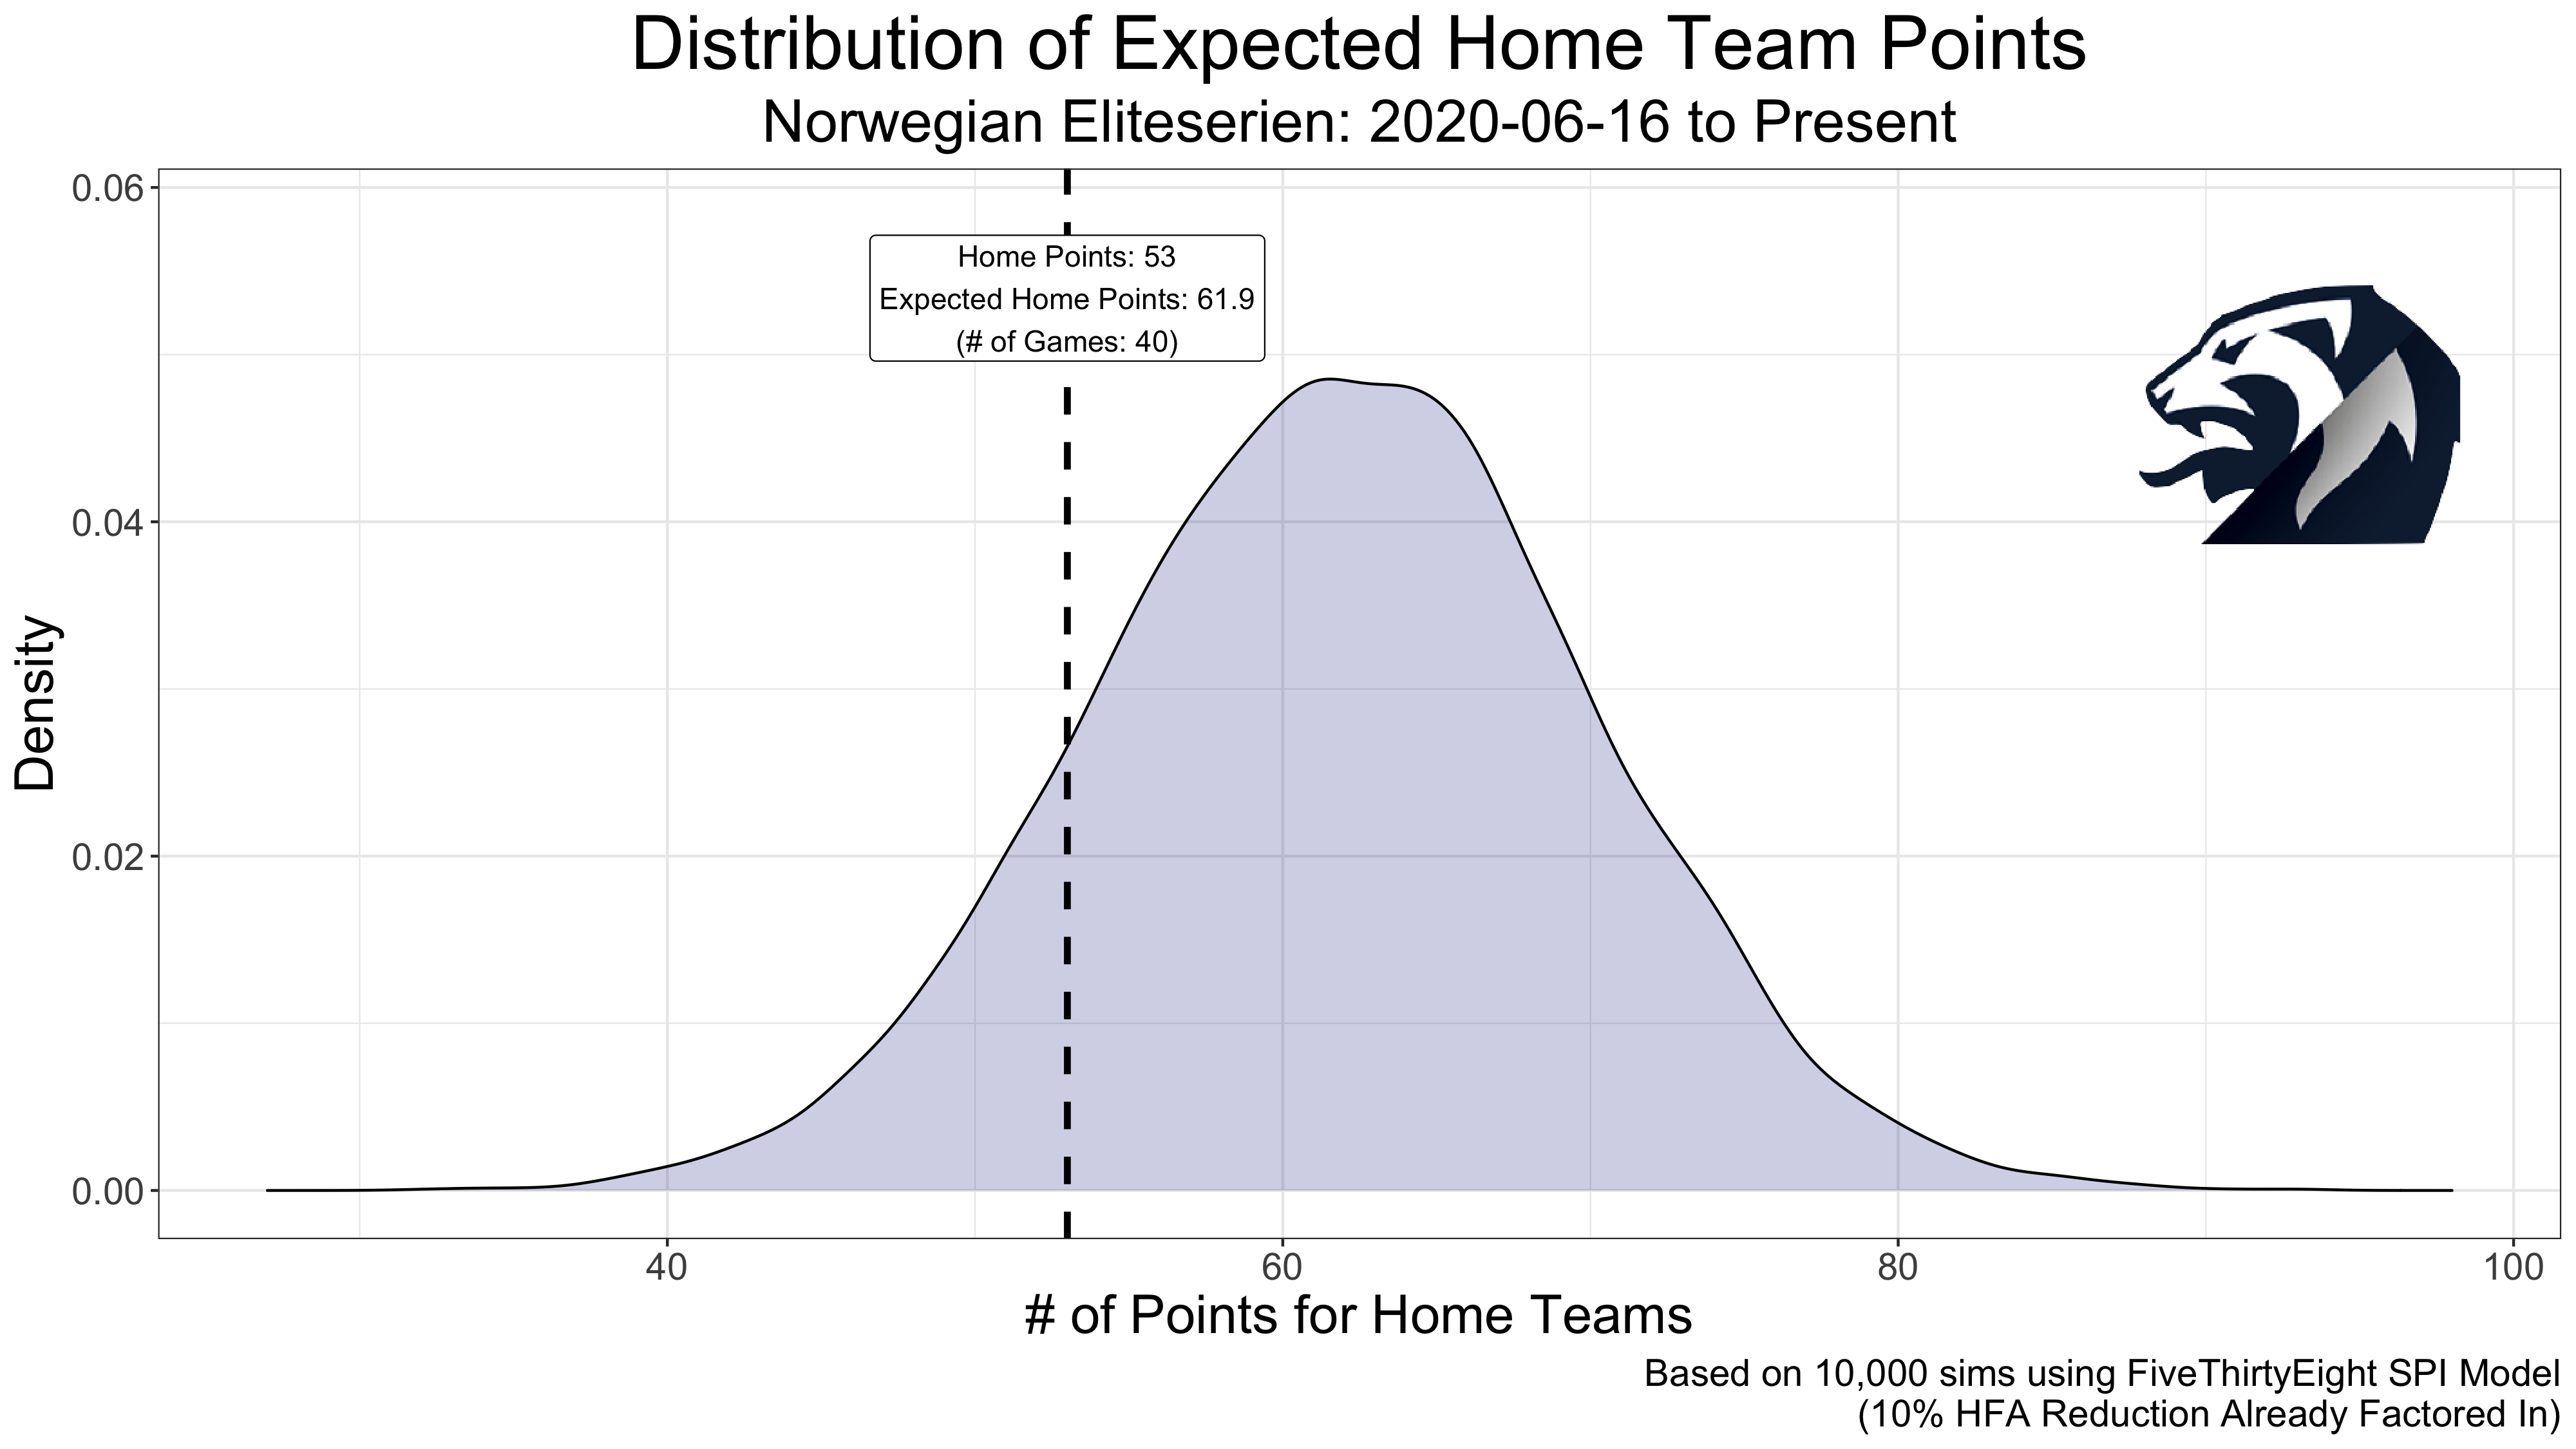 Distribution of Expected Home Team Points
Norwegian Eliteserien: 2020-06-16 to Present
0.06
Home Points: 53
Expected Home Points: 61.9
(# of Games: 40)
0.04
Density
0.02
0.00
40 60 80 100
# of Points for Home Teams
Based on 10,000 sims using FiveThirtyEight SPI Model
(10% HFA Reduction Already Factored In)